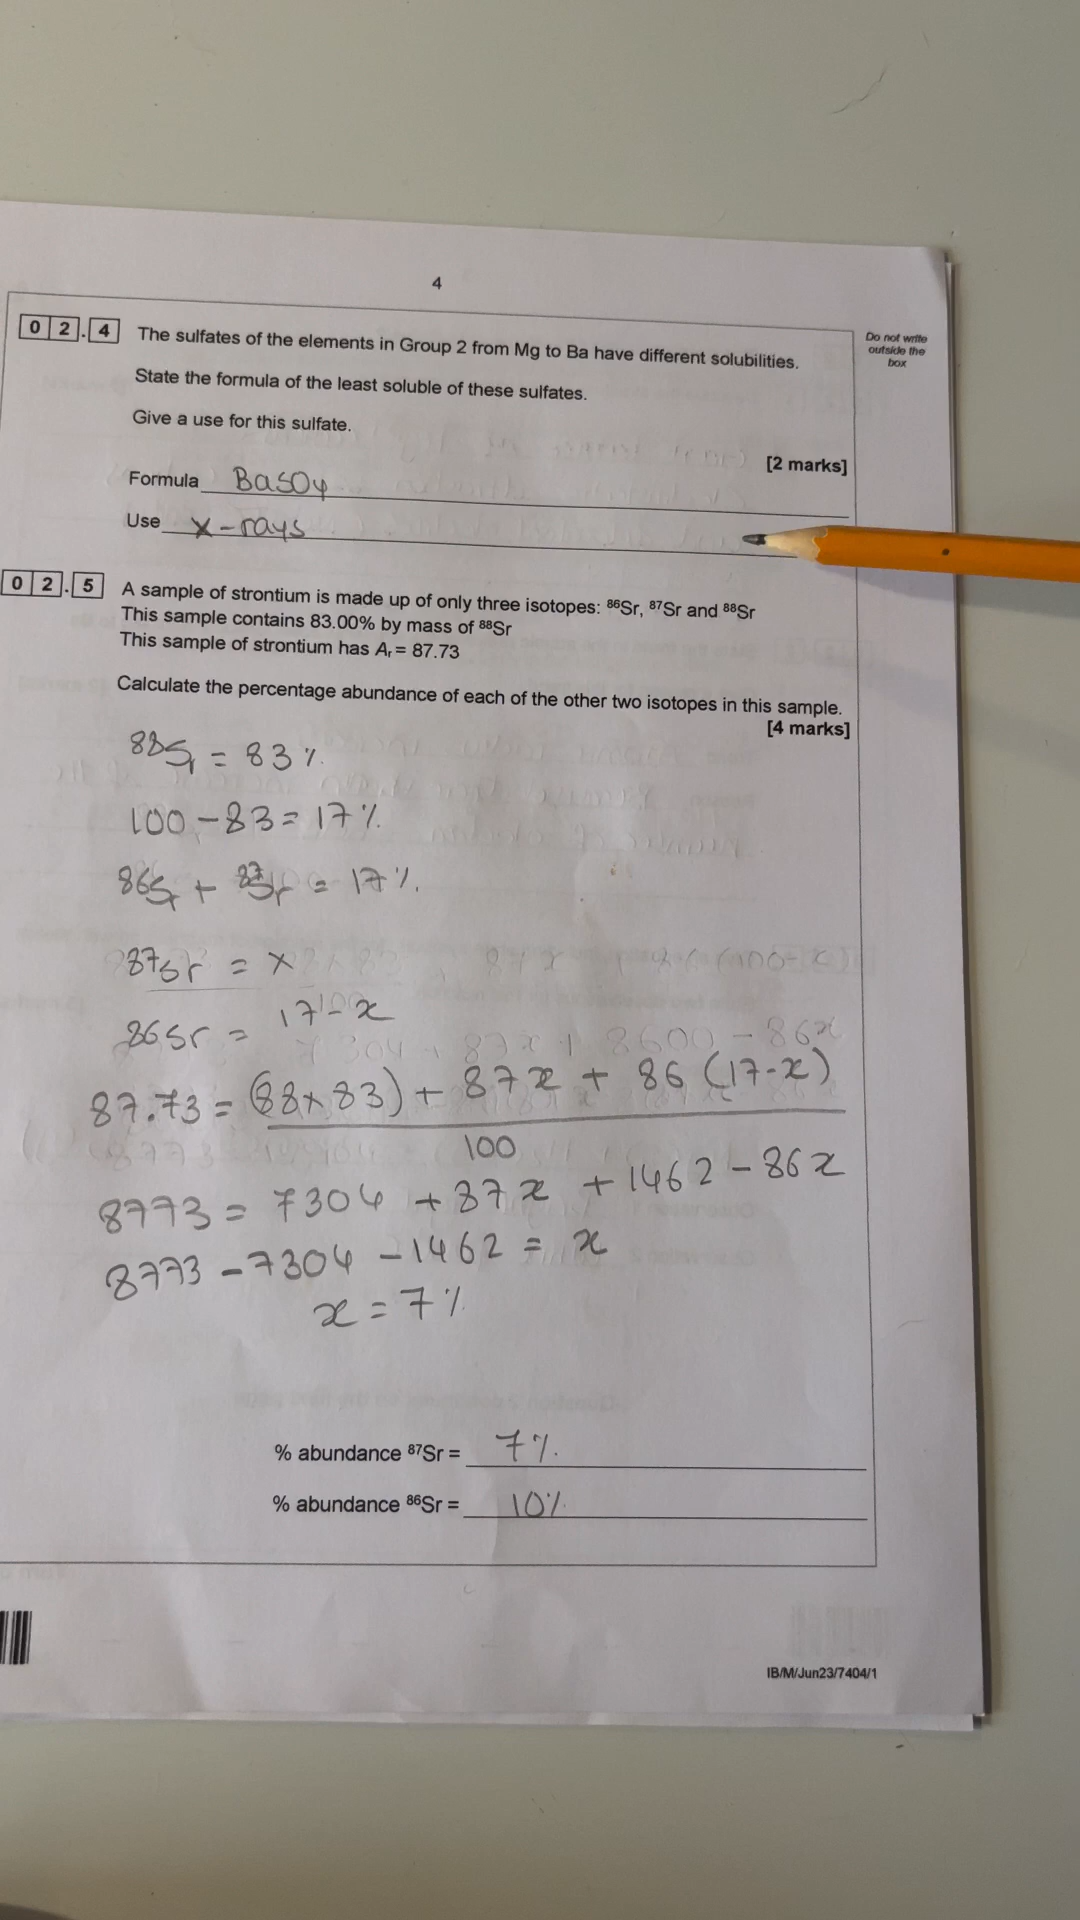 4
Do not write
outside the
box
0 2 . 4 The sulfates of the elements in Group 2 from Mg to Ba have different solubilities.
State the formula of the least soluble of these sulfates.
Give a use for this sulfate.
[2 marks]
Formula BaSO4
Use x-rays
0 2 . 5 A sample of strontium is made up of only three isotopes: ⁸⁶Sr, ⁸⁷Sr and ⁸⁸Sr
This sample contains 83.00% by mass of ⁸⁸Sr
This sample of strontium has Aᵣ = 87.73
Calculate the percentage abundance of each of the other two isotopes in this sample.
[4 marks]
⁸⁸Sr = 83%
100 - 83 = 17%
⁸⁶Sr + ⁸⁷Sr = 17%
⁸⁷Sr = x
⁸⁶Sr = 17-x
87.73 = (88x83) + 87x + 86 (17-x)
100
8773 = 7304 + 87x + 1462 - 86x
8773 - 7304 - 1462 = x
x = 7%
% abundance ⁸⁷Sr = 7%
% abundance ⁸⁶Sr = 10%
IB/M/Jun23/7404/1